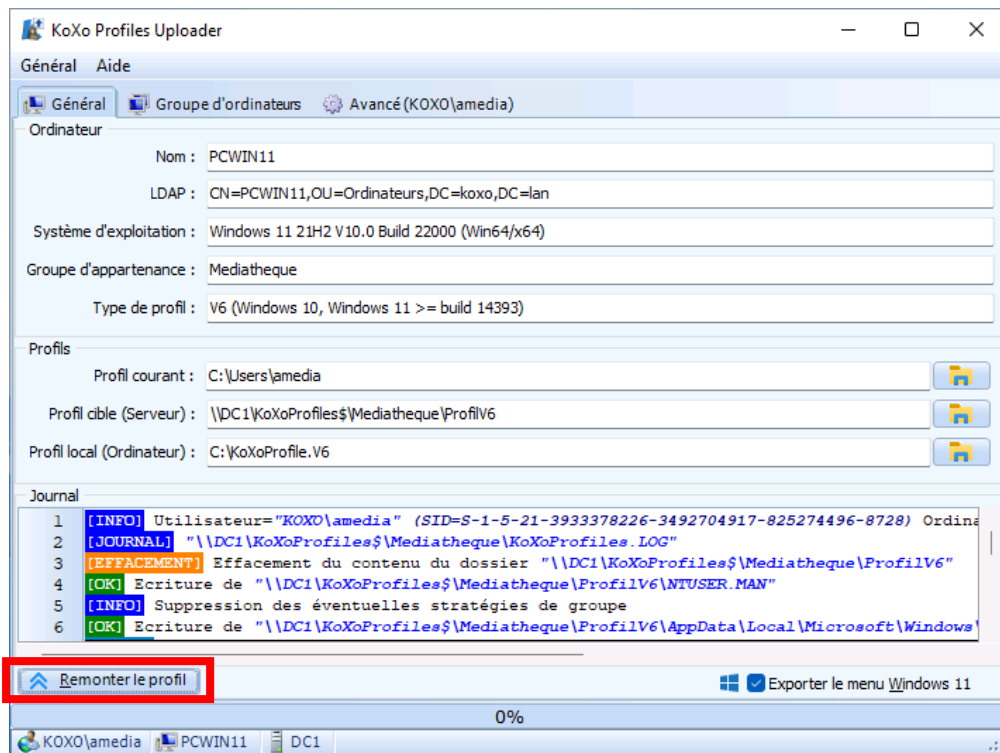 KoXo Profiles Uploader
Général Aide
Général Groupe d'ordinateurs Avancé (KOXO\amedia)
Ordinateur
Nom : PCWIN11
LDAP : CN=PCWIN11,OU=Ordinateurs,DC=koxo,DC=lan
Système d'exploitation : Windows 11 21H2 V10.0 Build 22000 (Win64/x64)
Groupe d'appartenance : Mediatheque
Type de profil : V6 (Windows 10, Windows 11 >= build 14393)
Profils
Profil courant : C:\Users\amedia
Profil cible (Serveur) : \\DC1\KoXoProfiles$\Mediatheque\ProfilV6
Profil local (Ordinateur) : C:\KoXoProfile.V6
Journal
1 [INFO] Utilisateur="KOXO\amedia" (SID=S-1-5-21-3933378226-3492704917-825274496-8728) Ordina
2 [JOURNAL] "\\DC1\KoXoProfiles$\Mediatheque\KoXoProfiles.LOG"
3 [EFFACEMENT] Effacement du contenu du dossier "\\DC1\KoXoProfiles$\Mediatheque\ProfilV6"
4 [OK] Ecriture de "\\DC1\KoXoProfiles$\Mediatheque\ProfilV6\NTUSER.MAN"
5 [INFO] Suppression des éventuelles stratégies de groupe
6 [OK] Ecriture de "\\DC1\KoXoProfiles$\Mediatheque\ProfilV6\AppData\Local\Microsoft\Windows\
Remonter le profil Exporter le menu Windows 11
0%
KOXO\amedia PCWIN11 DC1